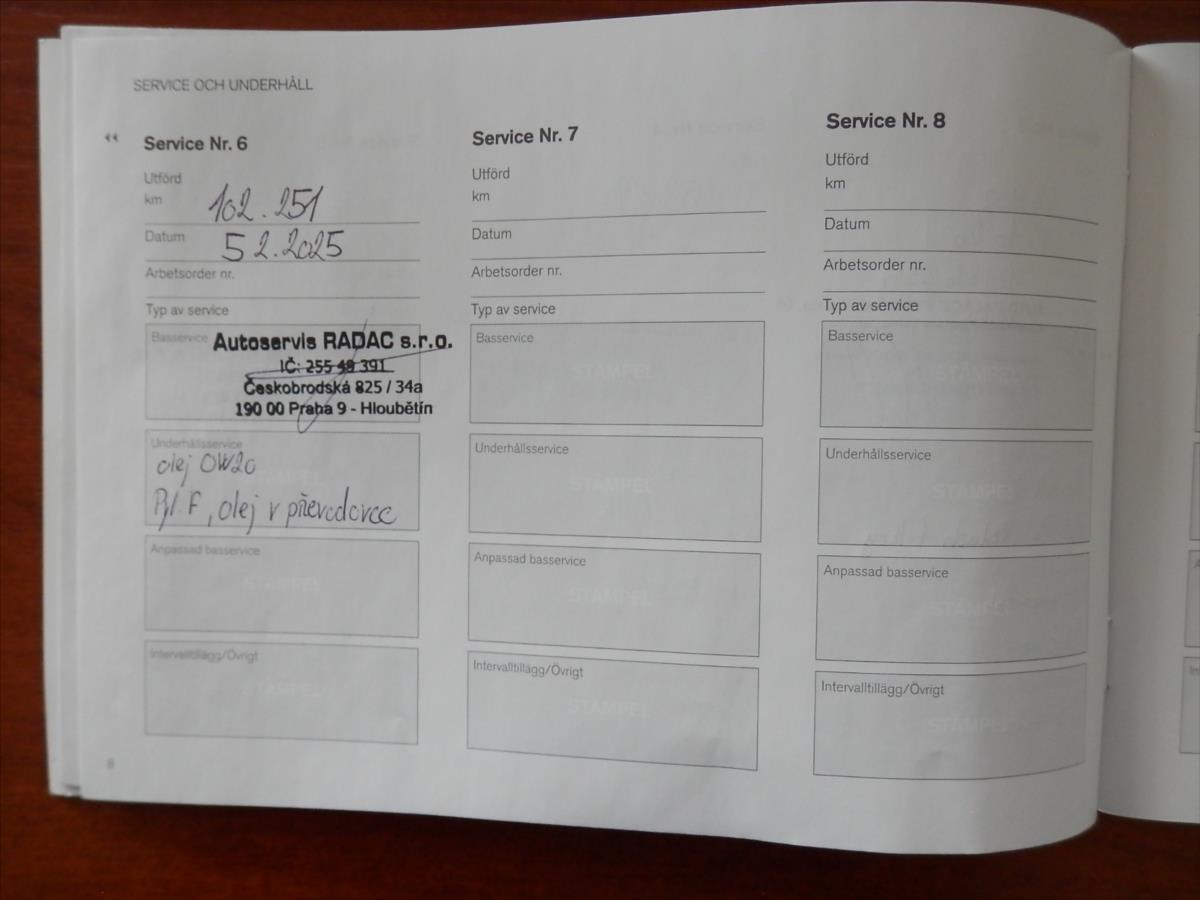 SERVICE OCH UNDERHÅLL
Service Nr. 6
Utförd
km 102.251
Datum 5 2.2025
Arbetsorder nr.
Typ av service
Basservice
Autoservis RADAC s.r.o.
IČ: 255 48 391
Českobrodská 825 / 34a
190 00 Praha 9 - Hloubětín
Underhållsservice
olej 0W20
Pyl F, olej v převodovce
Anpassad basservice
STÄMPEL
Intervalltillägg/Övrigt
STÄMPEL
8
Service Nr. 7
Utförd
km
Datum
Arbetsorder nr.
Typ av service
Basservice
STÄMPEL
Underhållsservice
STÄMPEL
Anpassad basservice
STÄMPEL
Intervalltillägg/Övrigt
STÄMPEL
Service Nr. 8
Utförd
km
Datum
Arbetsorder nr.
Typ av service
Basservice
STÄMPEL
Underhållsservice
STÄMPEL
Anpassad basservice
STÄMPEL
Intervalltillägg/Övrigt
STÄMPEL